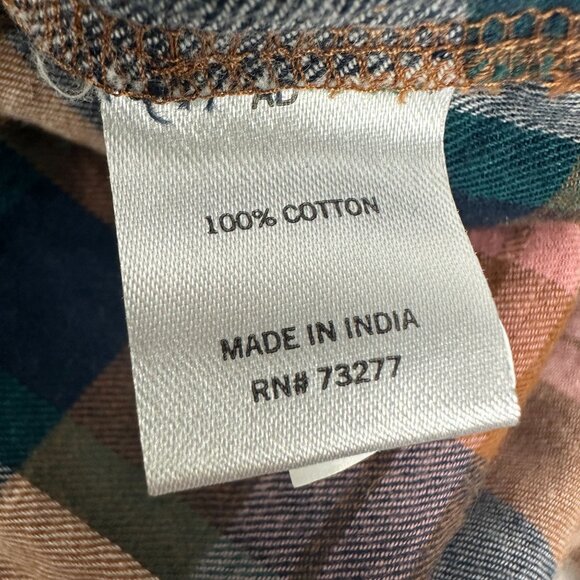 100% COTTON
MADE IN INDIA
RN# 73277